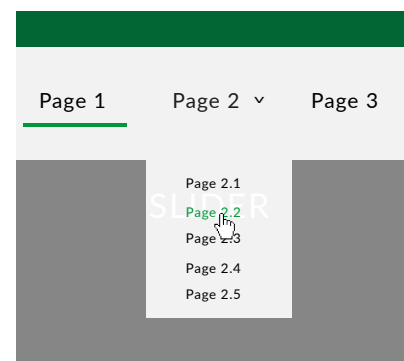 Page 1
Page 2
Page 3
Page 2.1
SLIDER
Page 2.2
Page 2.3
Page 2.4
Page 2.5